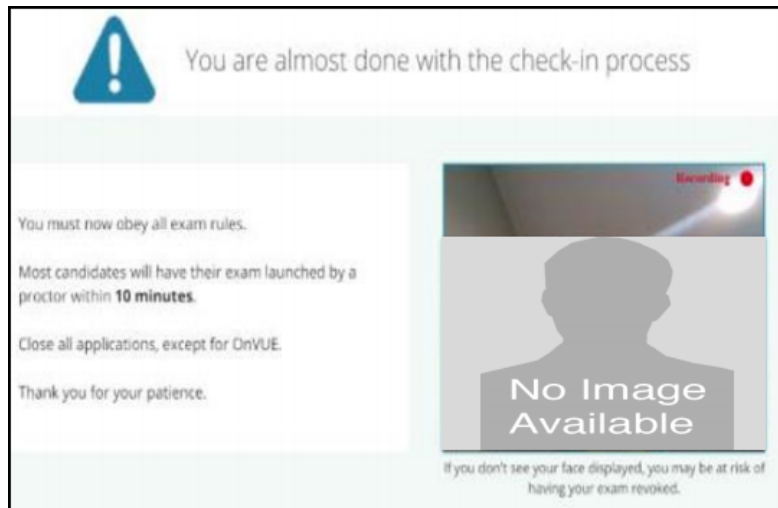 You are almost done with the check-in process
Recording
You must now obey all exam rules.
Most candidates will have their exam launched by a
proctor within 10 minutes.
Close all applications, except for OnVUE.
Thank you for your patience.
No Image
Available
If you don't see your face displayed, you may be at risk of
having your exam revoked.